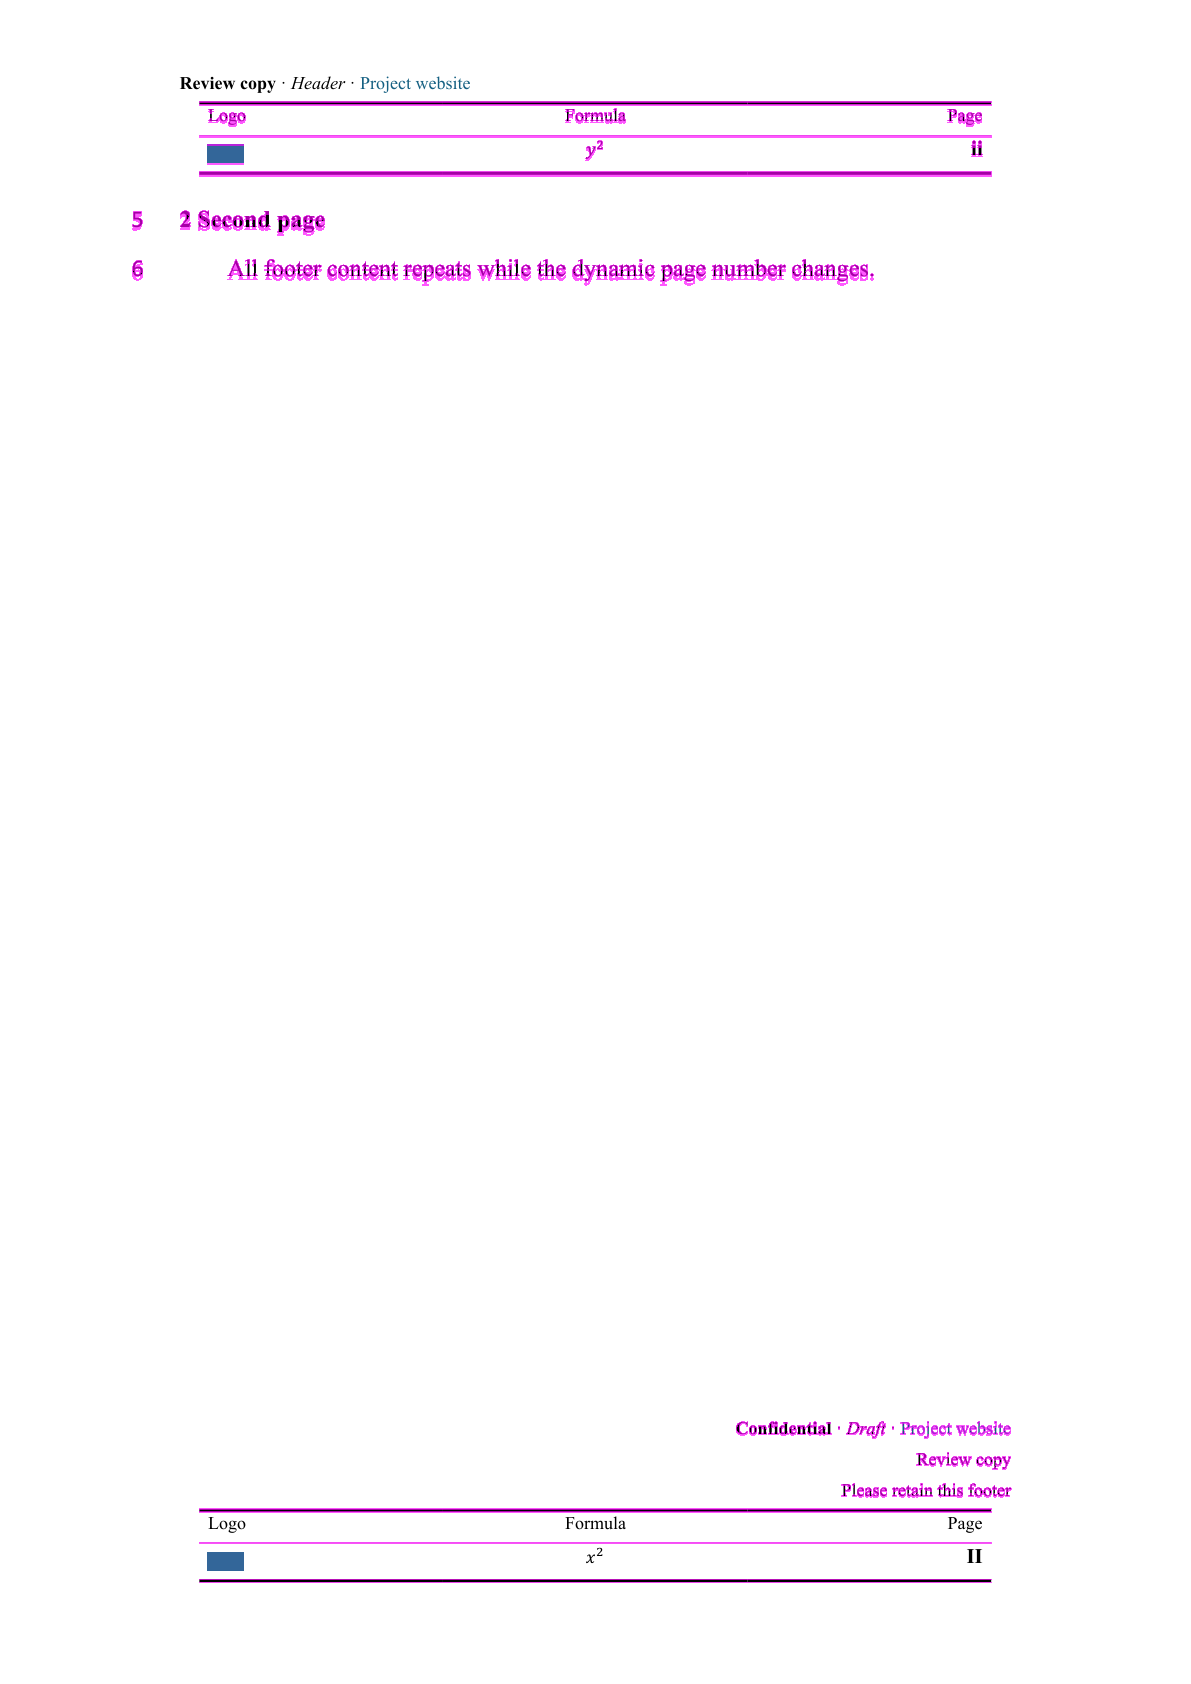 Review copy · Header · Project website
Logo Formula Page
y² ii
5 2 Second page
6 All footer content repeats while the dynamic page number changes.
Confidential · Draft · Project website
Review copy
Please retain this footer
Logo Formula Page
x² II